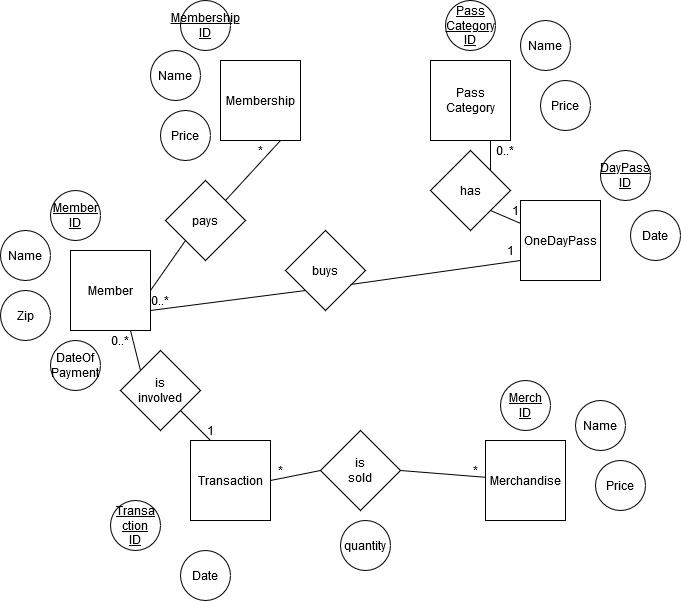 Membership
ID
Name
Price
Membership
*
Pass
Category
ID
Name
Price
Pass
Category
0..*
has
1
DayPass
ID
Date
OneDayPass
1
pays
buys
Member
ID
Name
Zip
DateOf
Payment
Member
0..*
0..*
is
involved
1
Transaction
*
Transa
ction
ID
Date
is
sold
quantity
*
Merch
ID
Name
Price
Merchandise